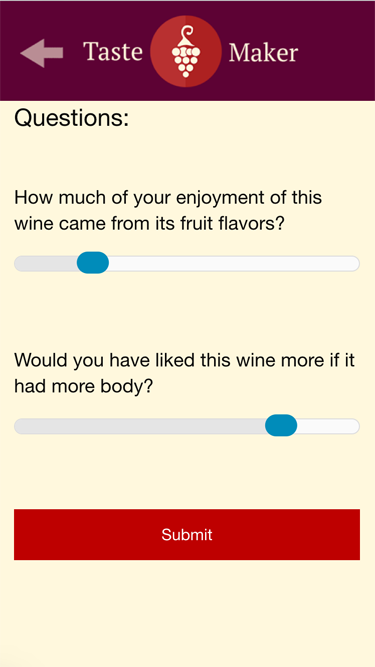 Taste Maker
Questions:
How much of your enjoyment of this
wine came from its fruit flavors?
Would you have liked this wine more if it
had more body?
Submit